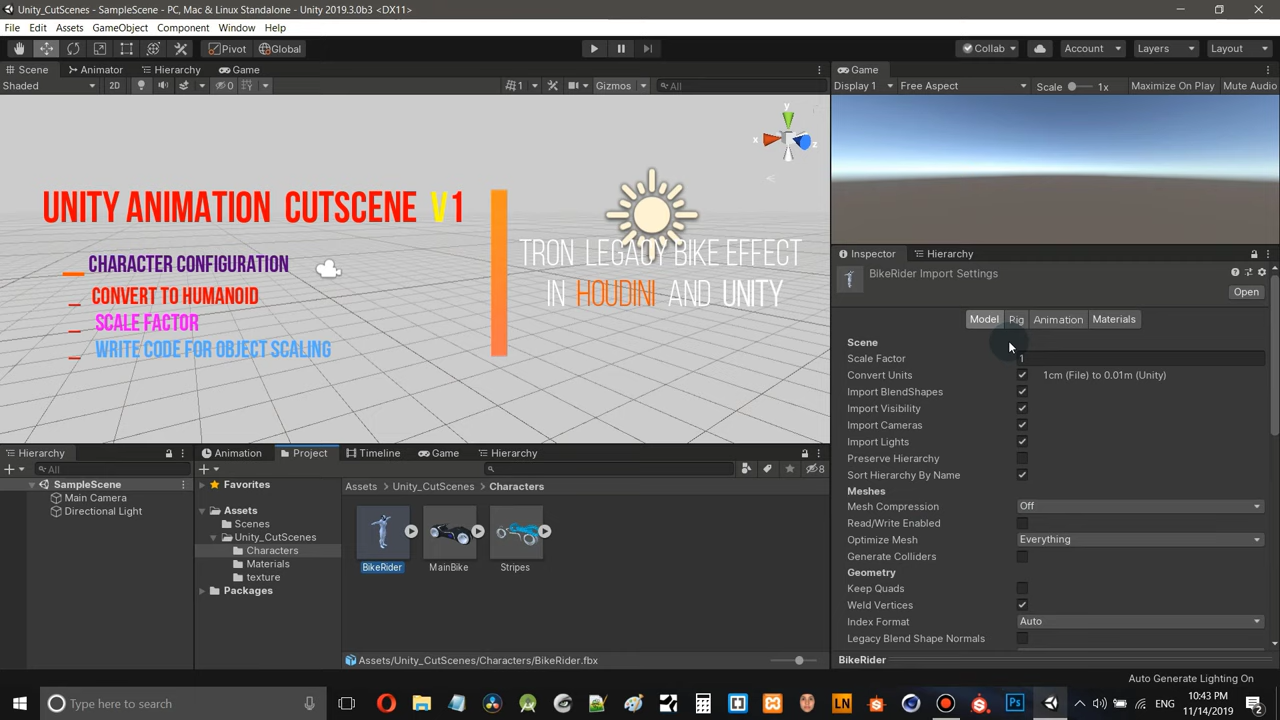 Unity_CutScenes - SampleScene - PC, Mac & Linux Standalone - Unity 2019.3.0b3 <DX11>
File Edit Assets GameObject Component Window Help
Pivot Global Collab Account Layers Layout
Scene Animator Hierarchy Game
Shaded 2D 0 1 Gizmos All
Game
Display 1 Free Aspect Scale 1x Maximize On Play Mute Audio
y
x
z
UNITY ANIMATION CUTSCENE V1
_ CHARACTER CONFIGURATION
_ CONVERT TO HUMANOID
_ SCALE FACTOR
_ WRITE CODE FOR OBJECT SCALING
TRON LEGACY BIKE EFFECT
IN HOUDINI AND UNITY
Inspector Hierarchy
BikeRider Import Settings
Open
Model Rig Animation Materials
Scene
Scale Factor 1
Convert Units 1cm (File) to 0.01m (Unity)
Import BlendShapes
Import Visibility
Import Cameras
Import Lights
Preserve Hierarchy
Sort Hierarchy By Name
Meshes
Mesh Compression Off
Read/Write Enabled
Optimize Mesh Everything
Generate Colliders
Geometry
Keep Quads
Weld Vertices
Index Format Auto
Legacy Blend Shape Normals
BikeRider
Hierarchy
All
SampleScene
Main Camera
Directional Light
Animation Project Timeline Game Hierarchy
8
Favorites
Assets
Scenes
Unity_CutScenes
Characters
Materials
texture
Packages
Assets Unity_CutScenes Characters
BikeRider MainBike Stripes
Assets/Unity_CutScenes/Characters/BikeRider.fbx
Auto Generate Lighting On
Type here to search
LN
Ps
10:43 PM
11/14/2019
2